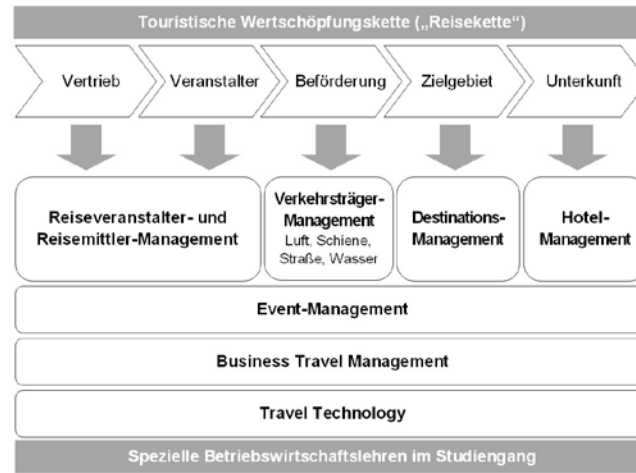 Touristische Wertschöpfungskette („Reisekette“)
Vertrieb
Veranstalter
Beförderung
Zielgebiet
Unterkunft
Reiseveranstalter- und
Reisemittler-Management
Verkehrsträger-
Management
Luft, Schiene,
Straße, Wasser
Destinations-
Management
Hotel-
Management
Event-Management
Business Travel Management
Travel Technology
Spezielle Betriebswirtschaftslehren im Studiengang